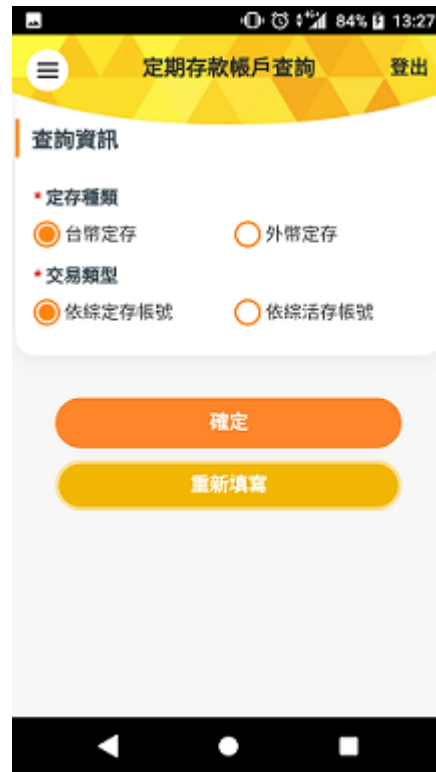 84% 13:27
定期存款帳戶查詢 登出
查詢資訊
* 定存種類
台幣定存 外幣定存
* 交易類型
依綜定存帳號 依綜活存帳號
確定
重新填寫